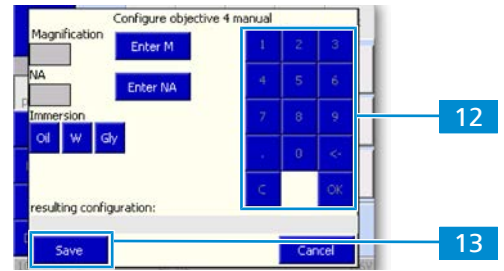 Configure objective 4 manual
Magnification
Enter M
1 2 3
NA
Enter NA
4 5 6
Immersion
7 8 9
12
Oil W Gly
. 0 <-
C OK
resulting configuration:
Save
Cancel
13